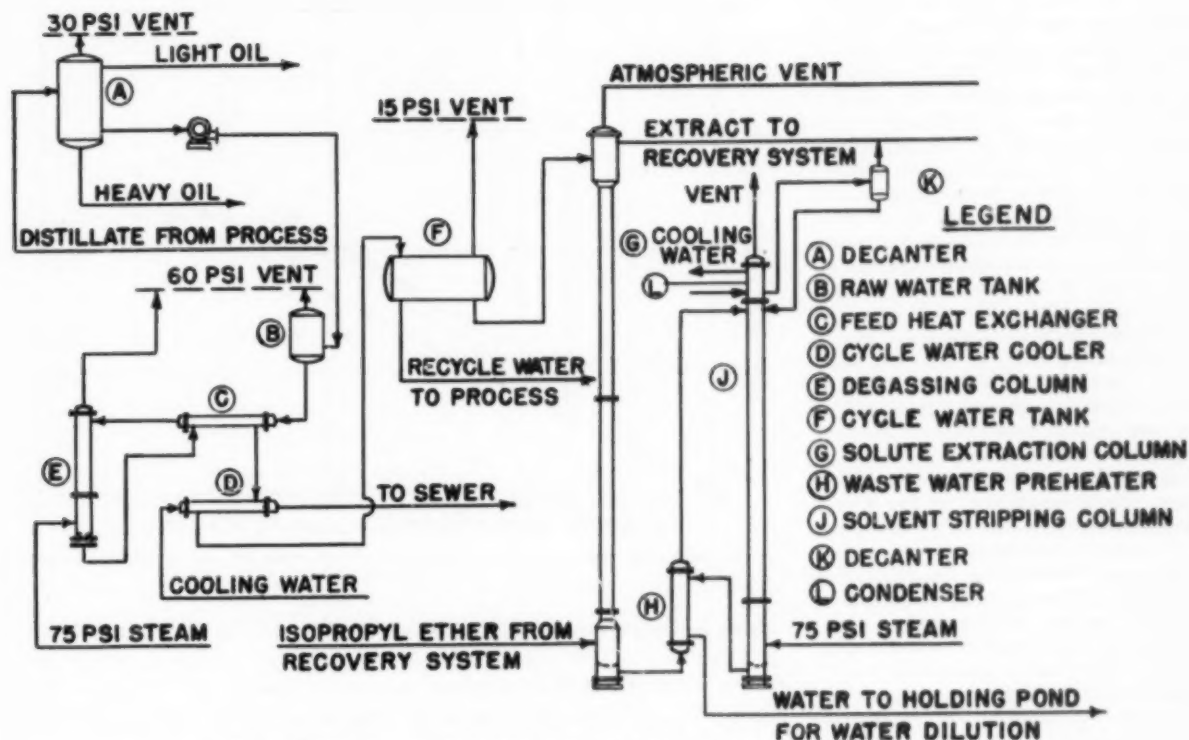 30 PSI VENT
LIGHT OIL
A
HEAVY OIL
DISTILLATE FROM PROCESS
60 PSI VENT
B
C
E
D
TO SEWER
COOLING WATER
75 PSI STEAM
15 PSI VENT
F
RECYCLE WATER
TO PROCESS
ISOPROPYL ETHER FROM
RECOVERY SYSTEM
ATMOSPHERIC VENT
EXTRACT TO
RECOVERY SYSTEM
VENT
K
G COOLING
WATER
L
J
H
75 PSI STEAM
WATER TO HOLDING POND
FOR WATER DILUTION
LEGEND
A DECANTER
B RAW WATER TANK
C FEED HEAT EXCHANGER
D CYCLE WATER COOLER
E DEGASSING COLUMN
F CYCLE WATER TANK
G SOLUTE EXTRACTION COLUMN
H WASTE WATER PREHEATER
J SOLVENT STRIPPING COLUMN
K DECANTER
L CONDENSER